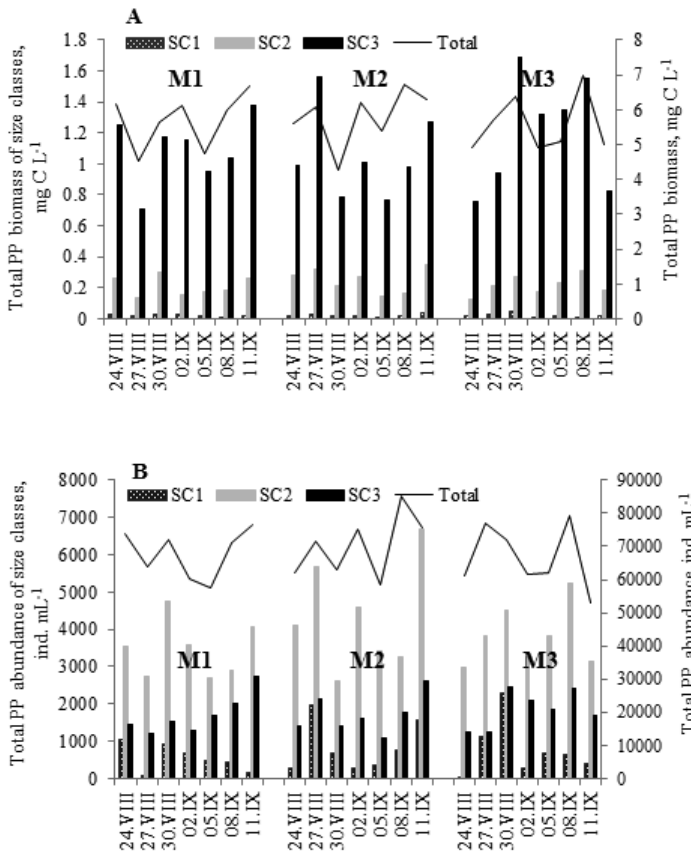 A
SC1 SC2 SC3 Total
M1 M2 M3
Total PP biomass of size classes,
mg C L-1
1.8
1.6
1.4
1.2
1
0.8
0.6
0.4
0.2
0
8
7
6
5
4
3
2
1
0
Total PP biomass, mg C L-1
24.VIII 27.VIII 30.VIII 02.IX 05.IX 08.IX 11.IX 24.VIII 27.VIII 30.VIII 02.IX 05.IX 08.IX 11.IX 24.VIII 27.VIII 30.VIII 02.IX 05.IX 08.IX 11.IX
B
SC1 SC2 SC3 Total
M1 M2 M3
Total PP abundance of size classes,
ind. mL-1
8000
7000
6000
5000
4000
3000
2000
1000
0
90000
80000
70000
60000
50000
40000
30000
20000
10000
0
Total PP abundance ind. mL-1
24.VIII 27.VIII 30.VIII 02.IX 05.IX 08.IX 11.IX 24.VIII 27.VIII 30.VIII 02.IX 05.IX 08.IX 11.IX 24.VIII 27.VIII 30.VIII 02.IX 05.IX 08.IX 11.IX